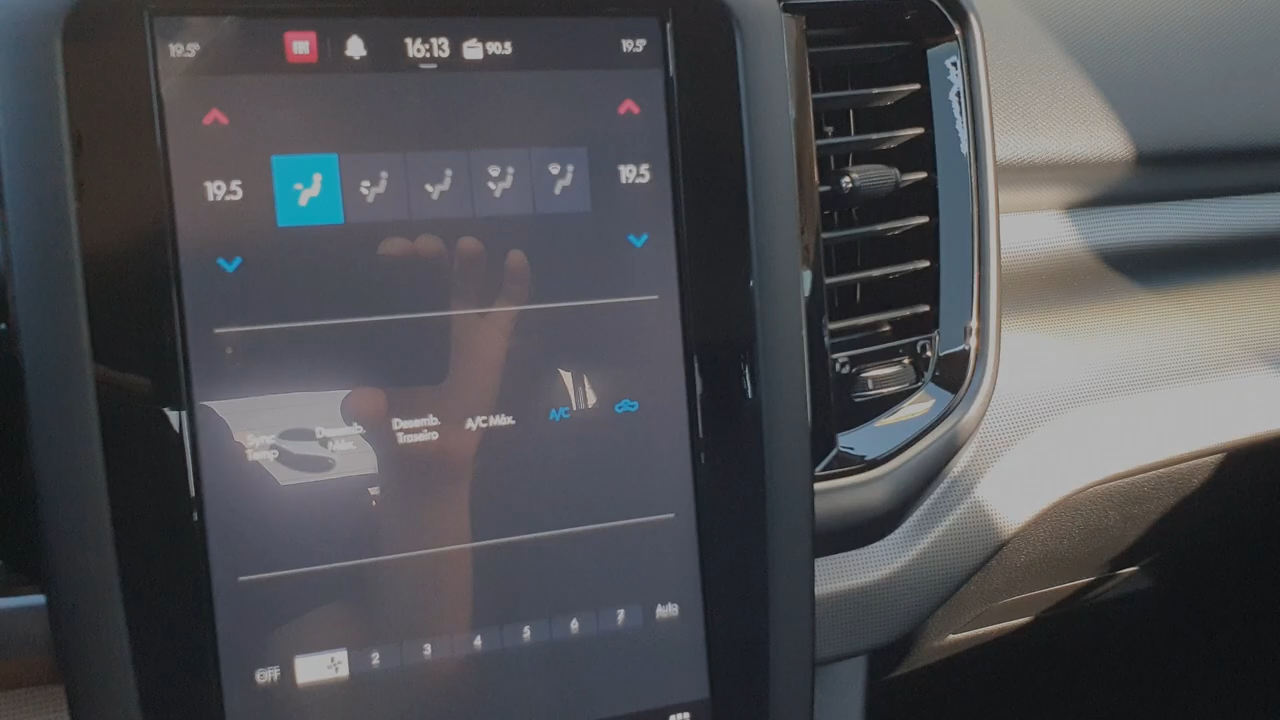 19.5° 16:13 90.5 19.5°
19.5 19.5
Sync
Temp
Desemb.
Máx.
Desemb.
Traseiro
A/C Máx.
A/C
OFF 2 3 4 5 6 7 Auto